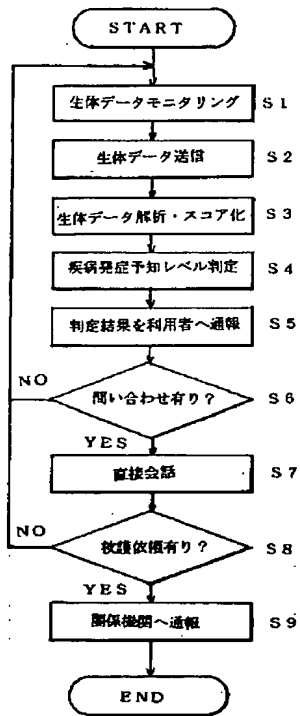 START
生体データモニタリング S1
生体データ送信 S2
生体データ解析・スコア化 S3
疾病発症予知レベル判定 S4
判定結果を利用者へ通報 S5
NO
問い合わせ有り? S6
YES
直接会話 S7
NO
救護依頼有り? S8
YES
関係機関へ通報 S9
END